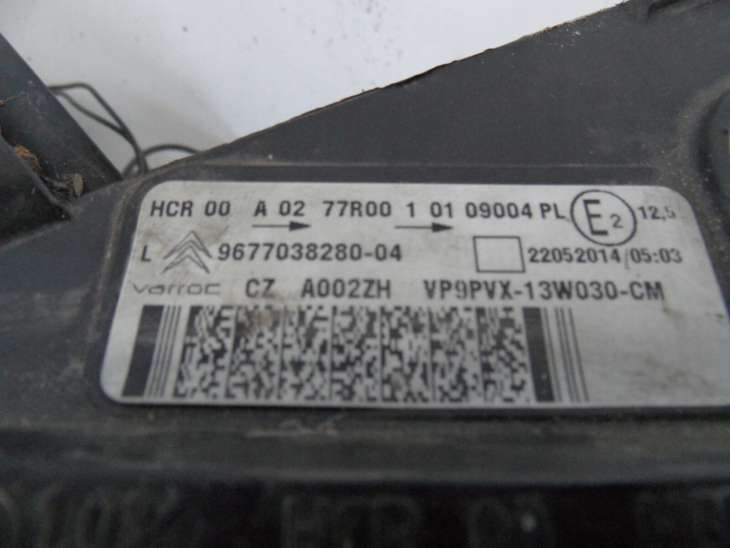 HCR 00 A 02 77R00 1 01 09004 PL E2 12,5
L 9677038280-04 22052014/05:03
varroc CZ A002ZH VP9PVX-13W030-CM
HCR